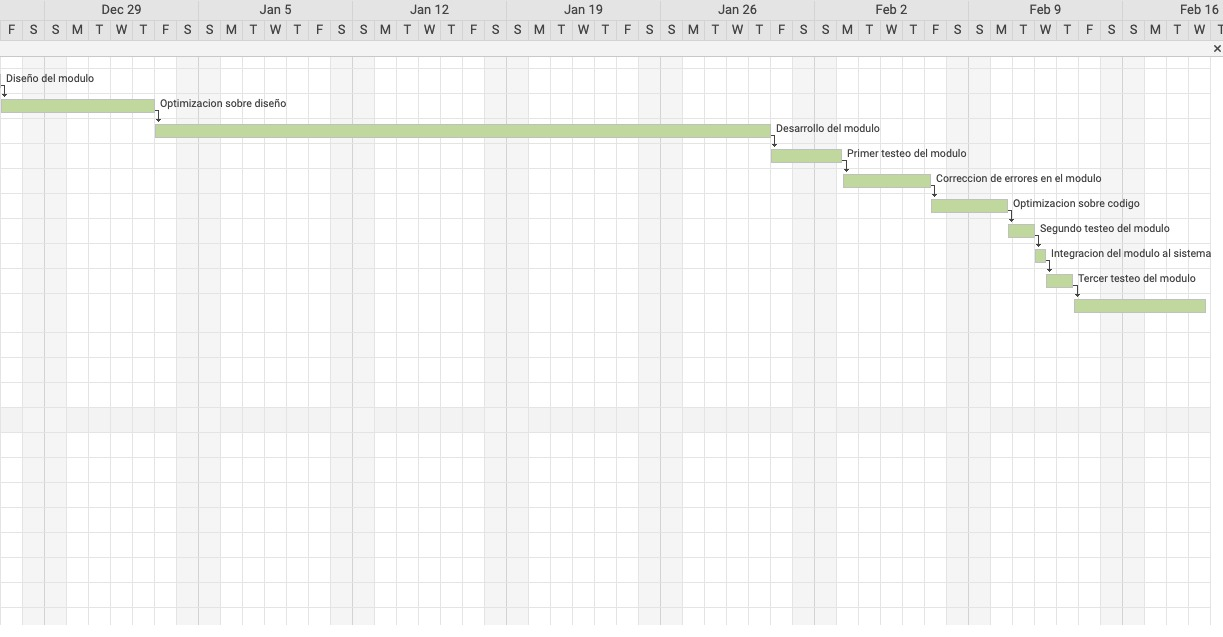 Dec 29 Jan 5 Jan 12 Jan 19 Jan 26 Feb 2 Feb 9 Feb 16
F S S M T W T F S S M T W T F S S M T W T F S S M T W T F S S M T W T F S S M T W T F S S M T W T F S S M T W T
×
Diseño del modulo
Optimizacion sobre diseño
Desarrollo del modulo
Primer testeo del modulo
Correccion de errores en el modulo
Optimizacion sobre codigo
Segundo testeo del modulo
Integracion del modulo al sistema
Tercer testeo del modulo